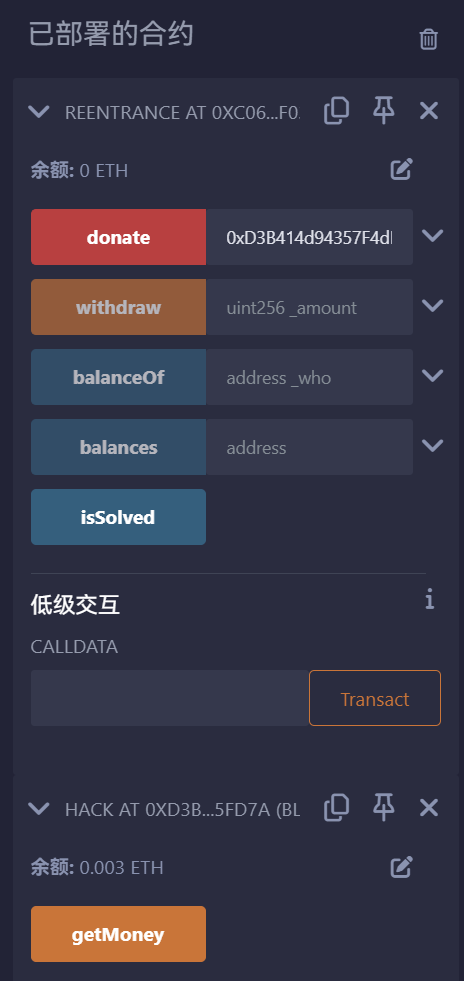 已部署的合约
REENTRANCE AT 0XC06...F0.
余额: 0 ETH
donate 0xD3B414d94357F4d
withdraw uint256 _amount
balanceOf address _who
balances address
isSolved
低级交互
CALLDATA
Transact
HACK AT 0XD3B...5FD7A (BL
余额: 0.003 ETH
getMoney